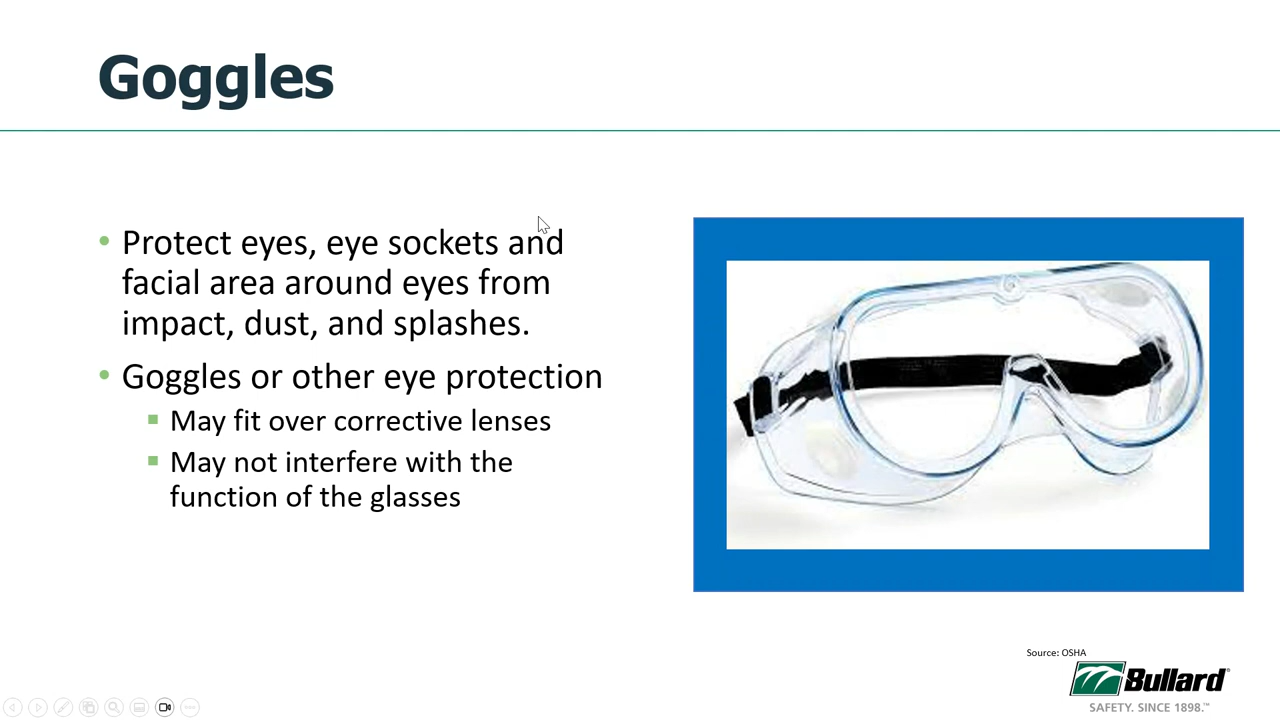 Goggles
• Protect eyes, eye sockets and
facial area around eyes from
impact, dust, and splashes.
• Goggles or other eye protection
▪ May fit over corrective lenses
▪ May not interfere with the
function of the glasses
Source: OSHA
Bullard®
SAFETY. SINCE 1898.™